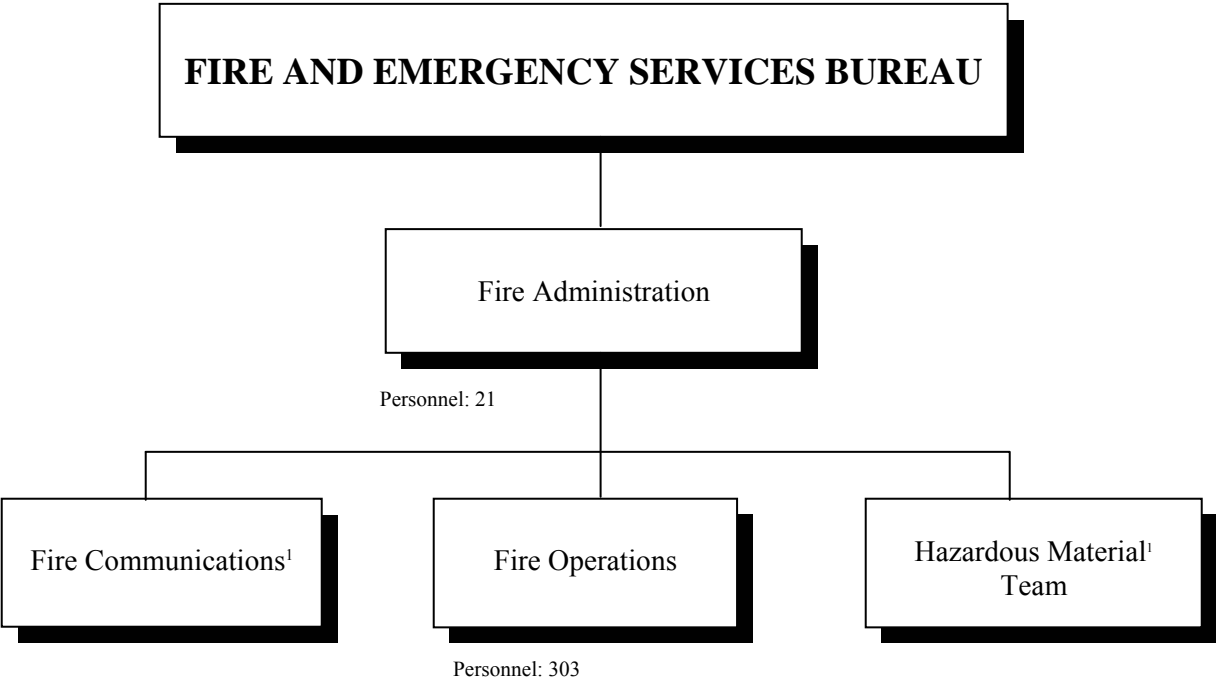 FIRE AND EMERGENCY SERVICES BUREAU
Fire Administration
Personnel: 21
Fire Communications¹
Fire Operations
Hazardous Material¹
Team
Personnel: 303